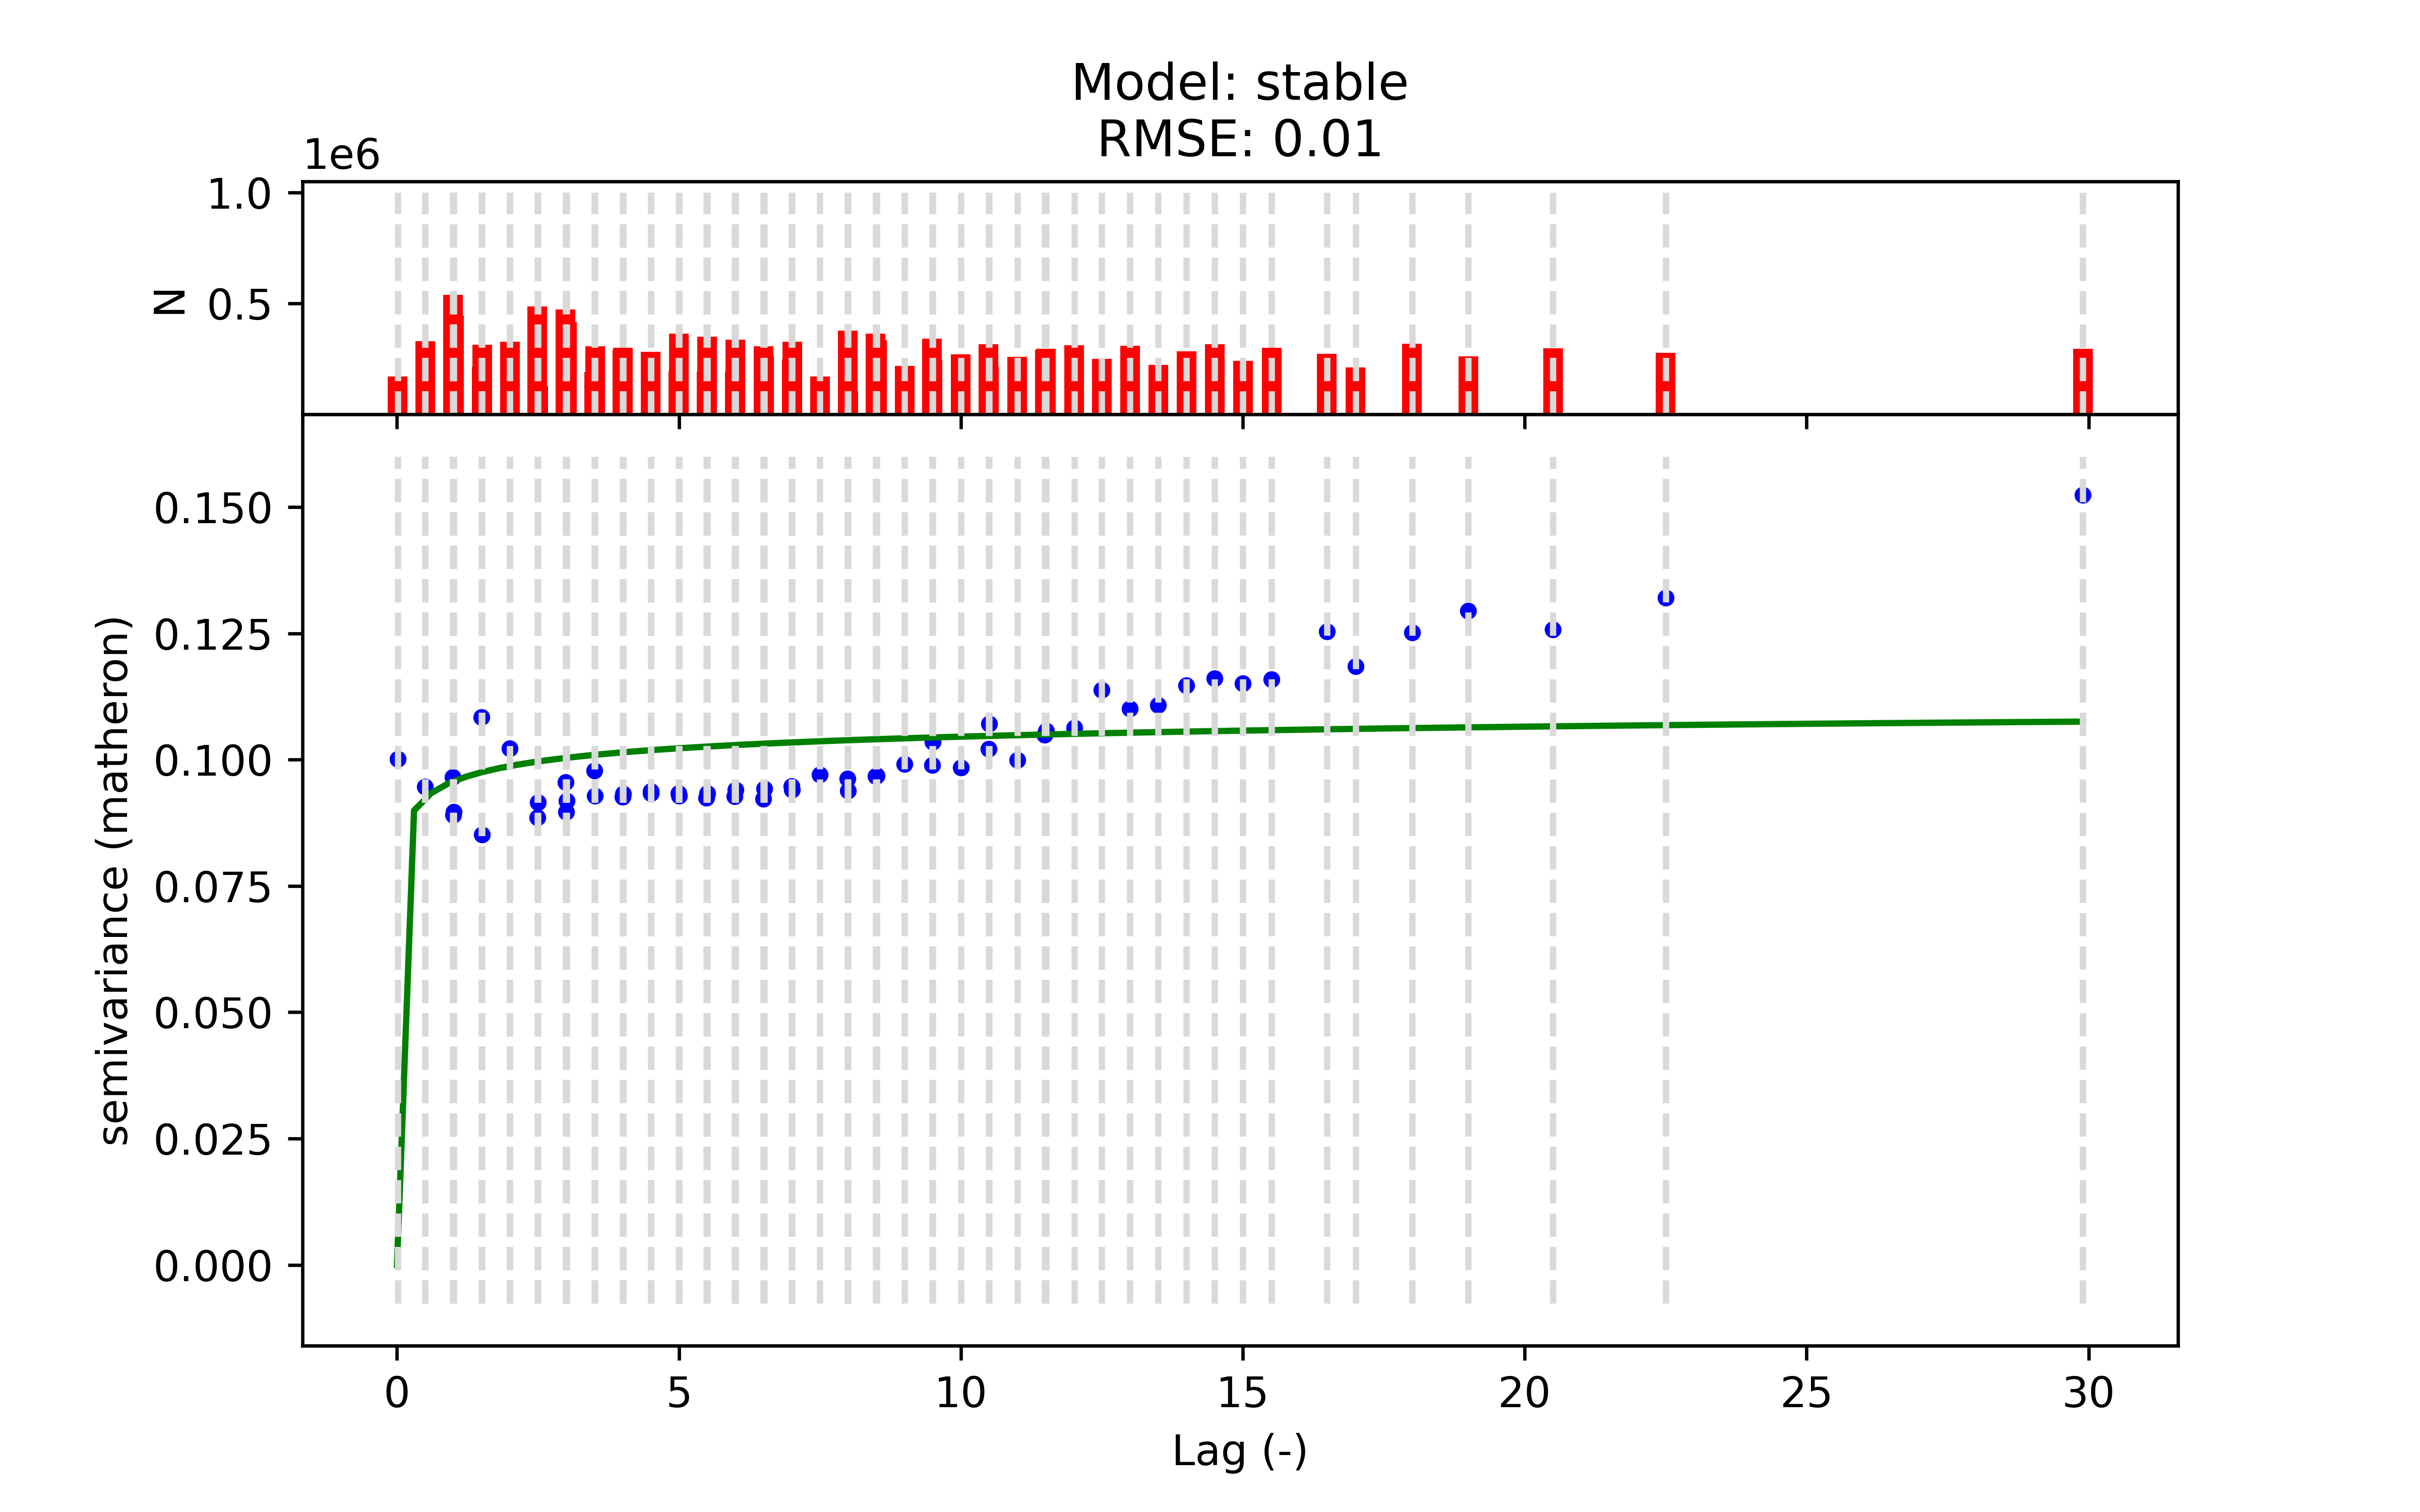 Model: stable
RMSE: 0.01
1e6
1.0
0.5
N
0.150
0.125
0.100
0.075
0.050
0.025
0.000
semivariance (matheron)
0 5 10 15 20 25 30
Lag (-)